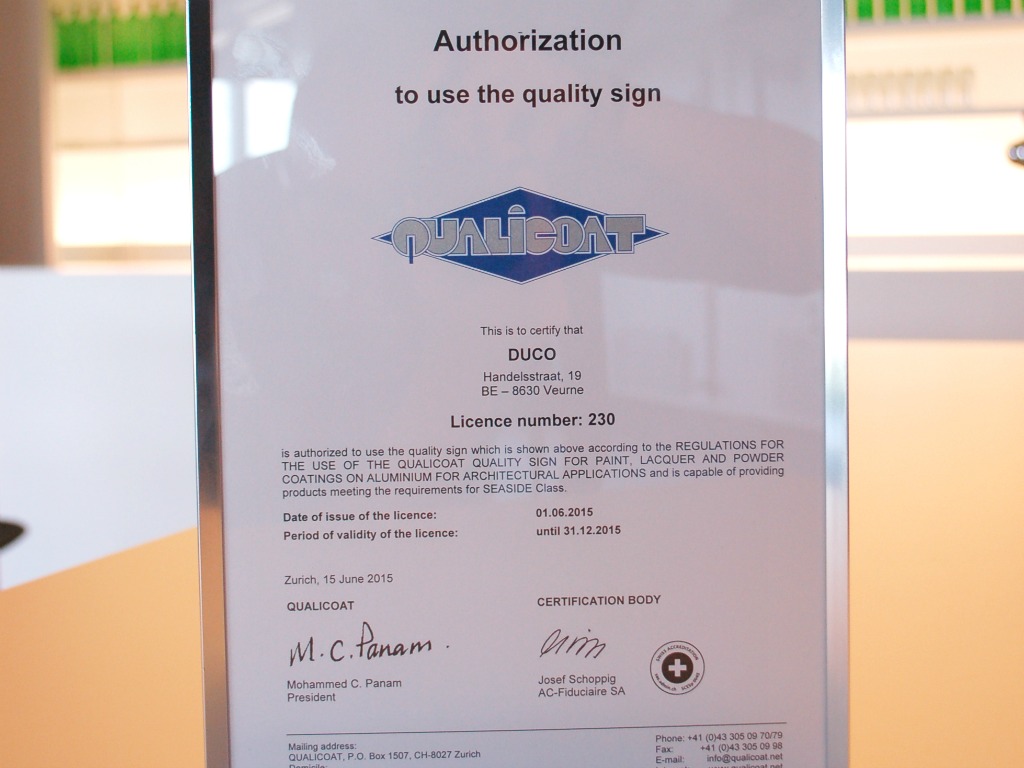 Authorization
to use the quality sign
QUALICOAT
This is to certify that
DUCO
Handelsstraat, 19
BE – 8630 Veurne
Licence number: 230
is authorized to use the quality sign which is shown above according to the REGULATIONS FOR
THE USE OF THE QUALICOAT QUALITY SIGN FOR PAINT, LACQUER AND POWDER
COATINGS ON ALUMINIUM FOR ARCHITECTURAL APPLICATIONS and is capable of providing
products meeting the requirements for SEASIDE Class.
Date of issue of the licence: 01.06.2015
Period of validity of the licence: until 31.12.2015
Zurich, 15 June 2015
QUALICOAT CERTIFICATION BODY
M. C. Panam
Mohammed C. Panam Josef Schoppig
President AC-Fiduciaire SA
SWISS ACCREDITATION
Mailing address: Phone: +41 (0)43 305 09 70/79
QUALICOAT, P.O. Box 1507, CH-8027 Zurich Fax: +41 (0)43 305 09 98
E-mail: info@qualicoat.net